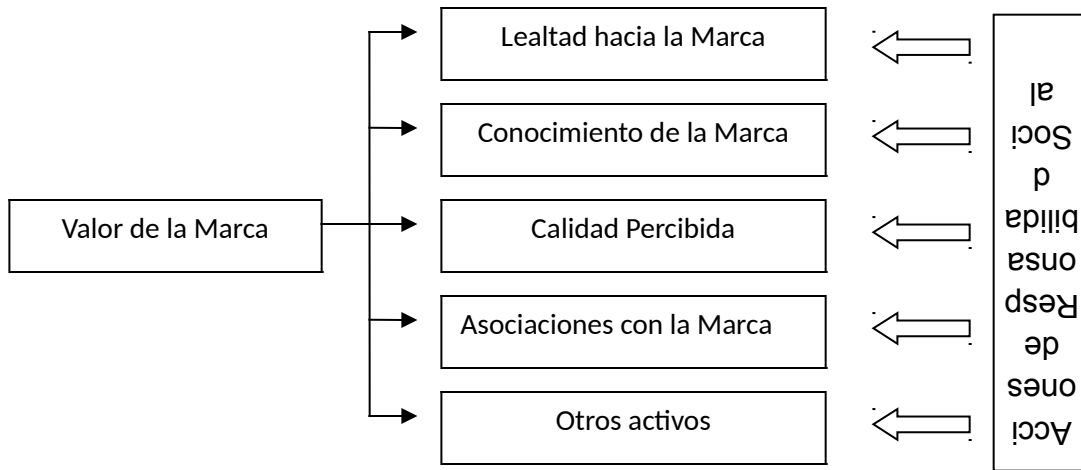 Lealtad hacia la Marca
Conocimiento de la Marca
Valor de la Marca
Calidad Percibida
Asociaciones con la Marca
Otros activos
Acci
ones
de
Resp
onsa
bilida
d
Soci
al